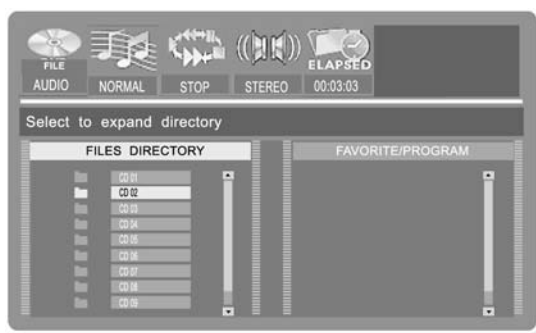 FILE
ELAPSED
AUDIO NORMAL STOP STEREO 00:03:03
Select to expand directory
FILES DIRECTORY
FAVORITE/PROGRAM
CD 01
CD 02
CD 03
CD 04
CD 05
CD 06
CD 07
CD 08
CD 09